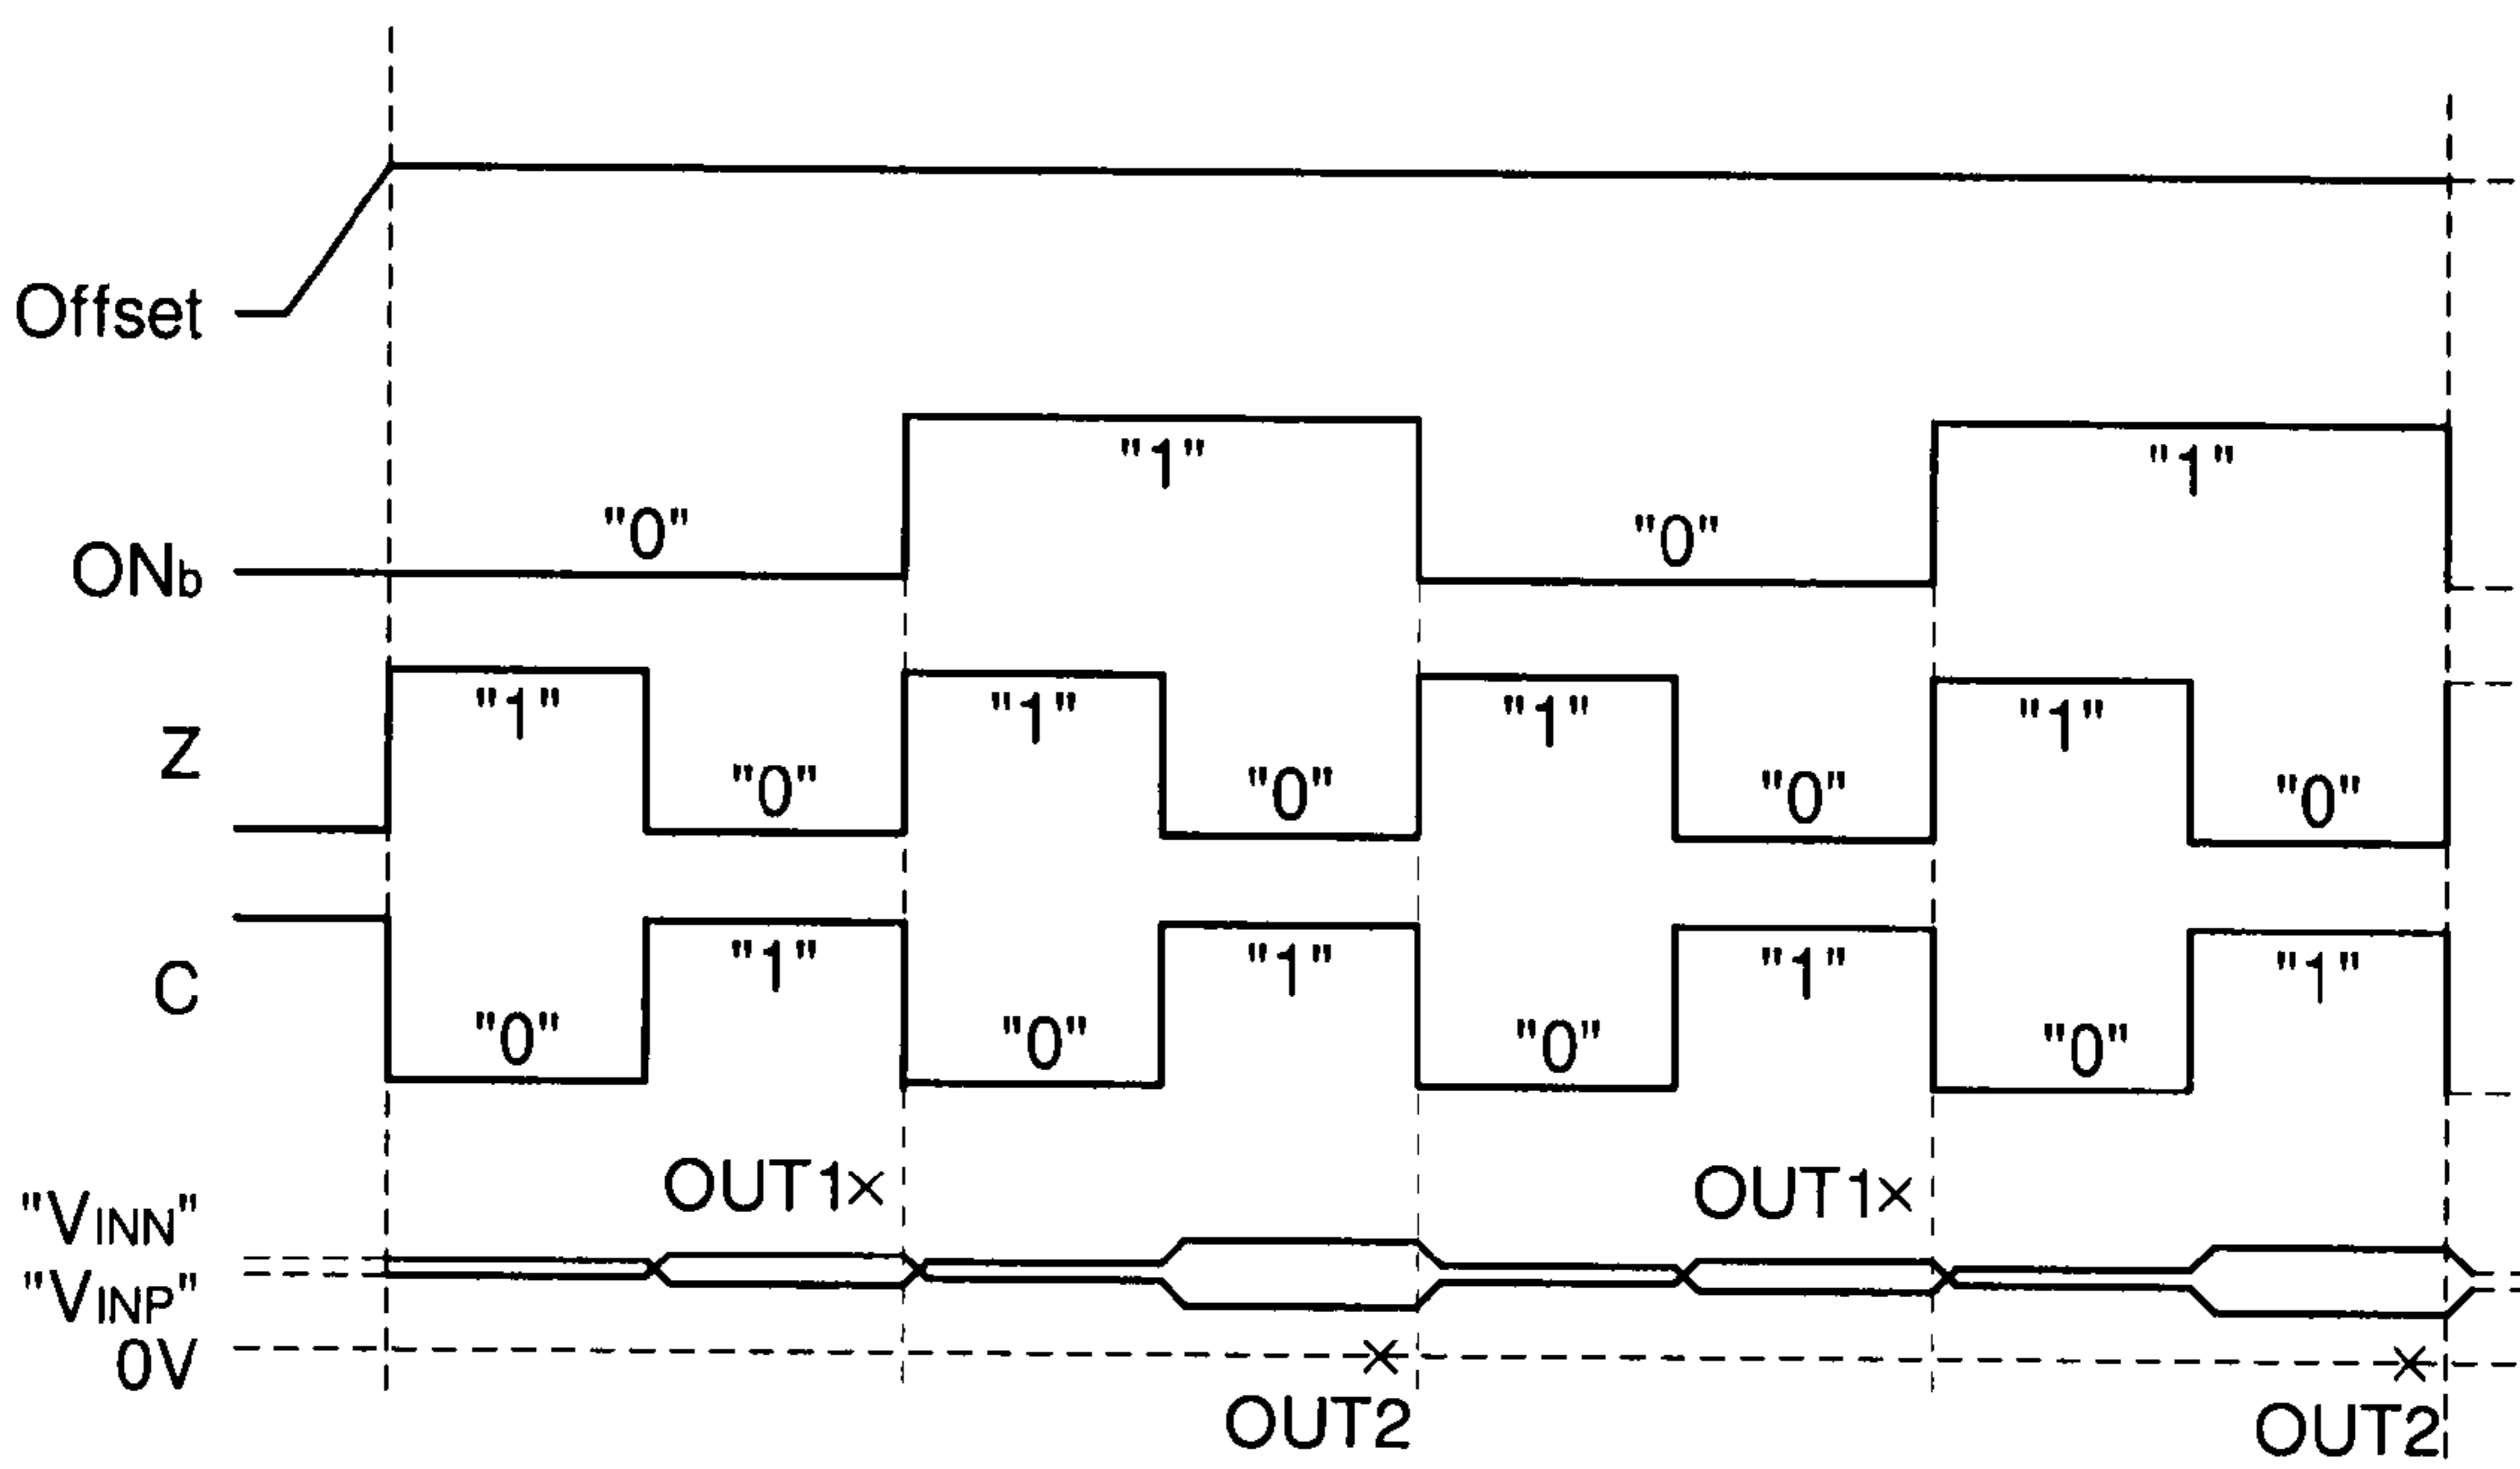 Offset
"1" "1"
"0" "0"
ONb
"1" "1" "1" "1"
Z
"0" "0" "0" "0"
"1" "1" "1" "1"
C
"0" "0" "0" "0"
OUT1× OUT1×
"VINN"
"VINP"
0V
OUT2 OUT2